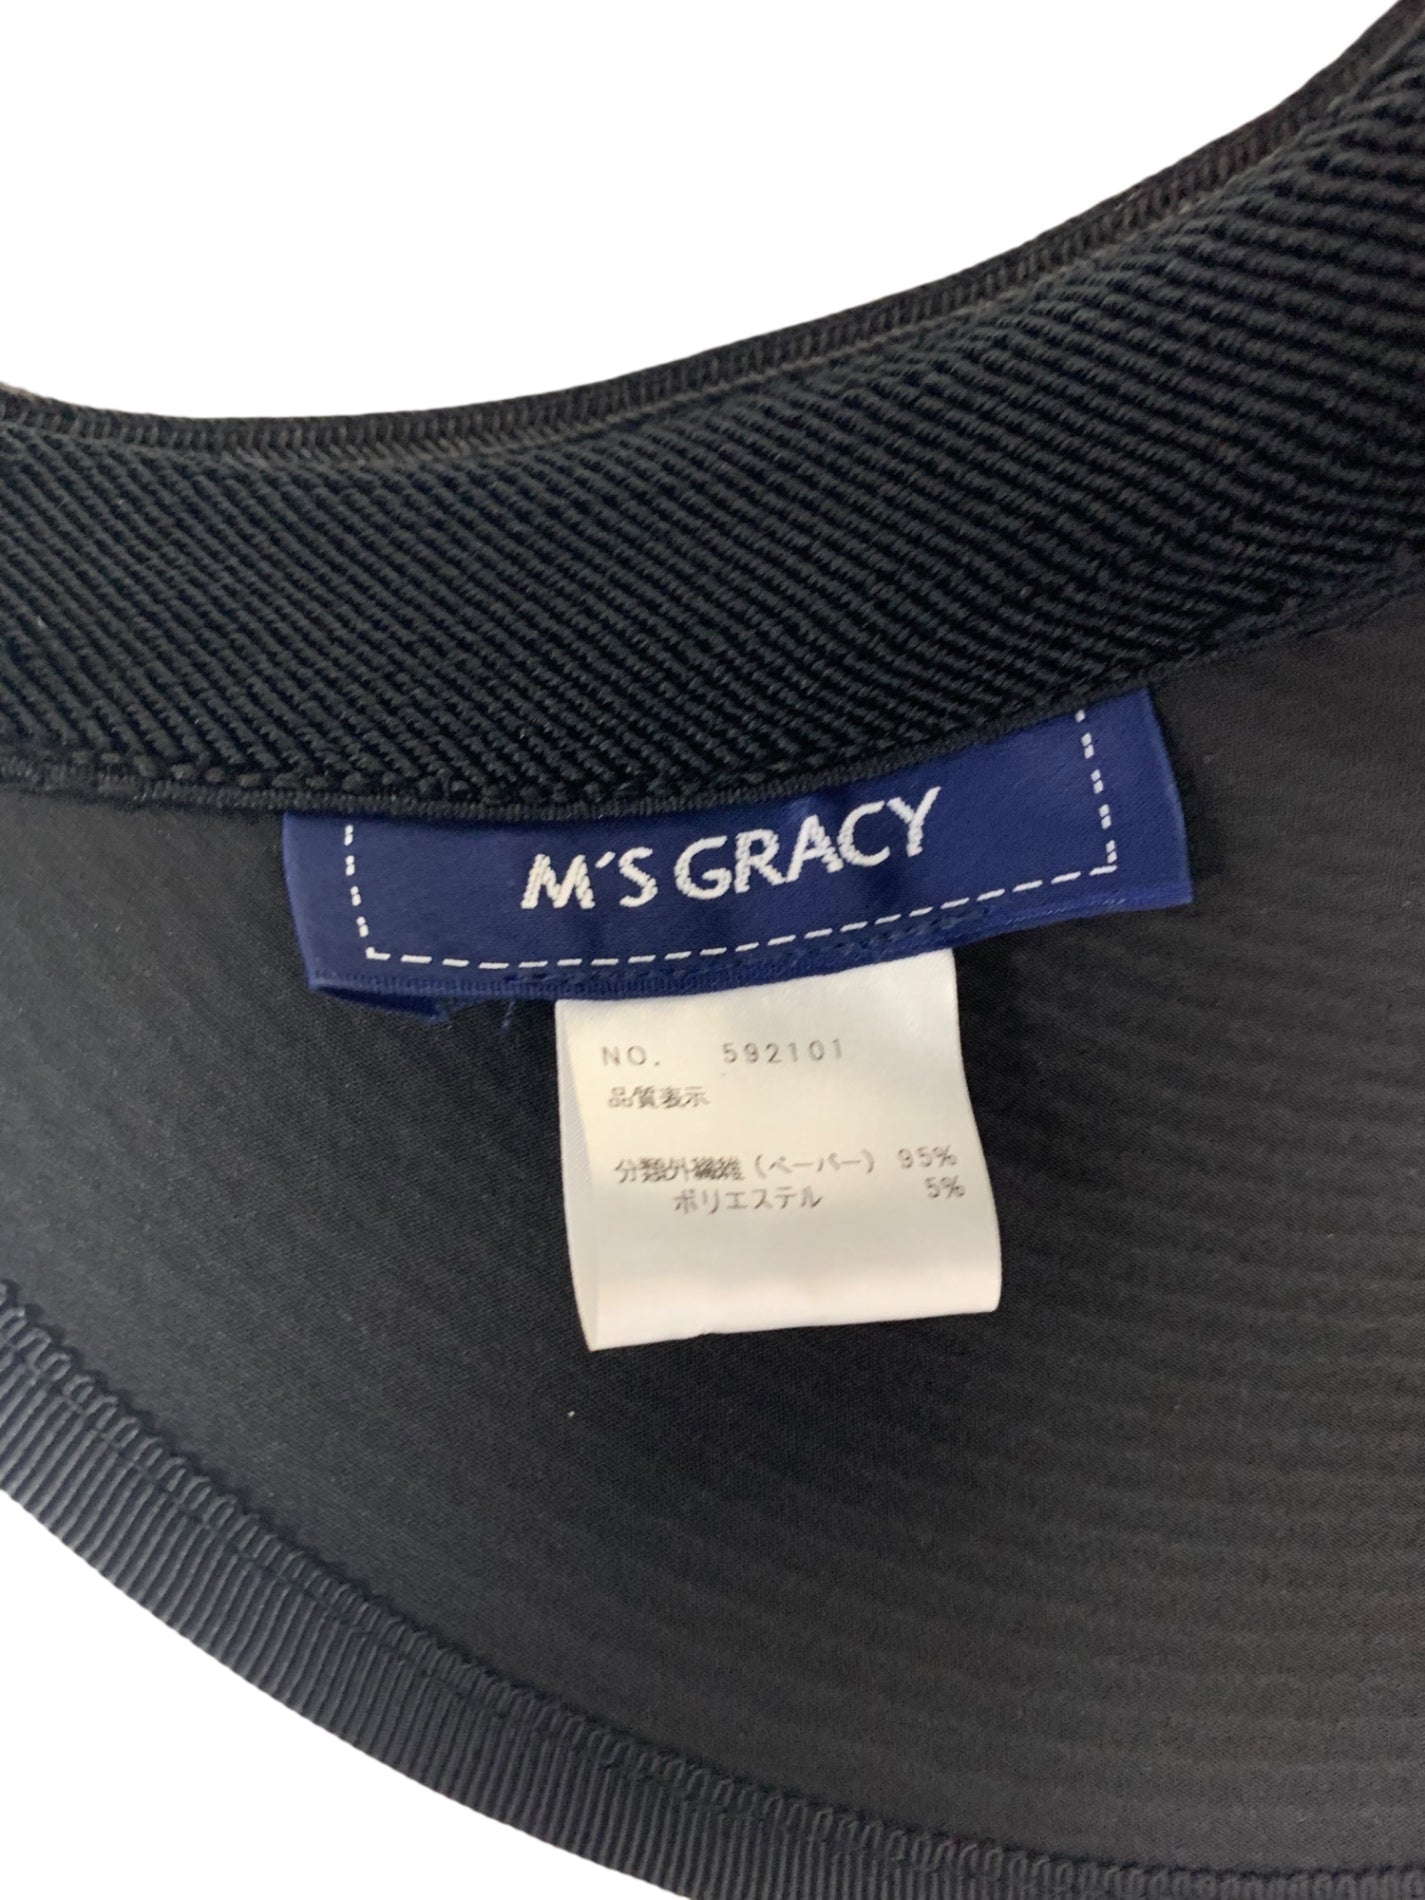 M'S GRACY
NO. 592101
品質表示
分類外繊維(ペーパー) 95%
ポリエステル 5%